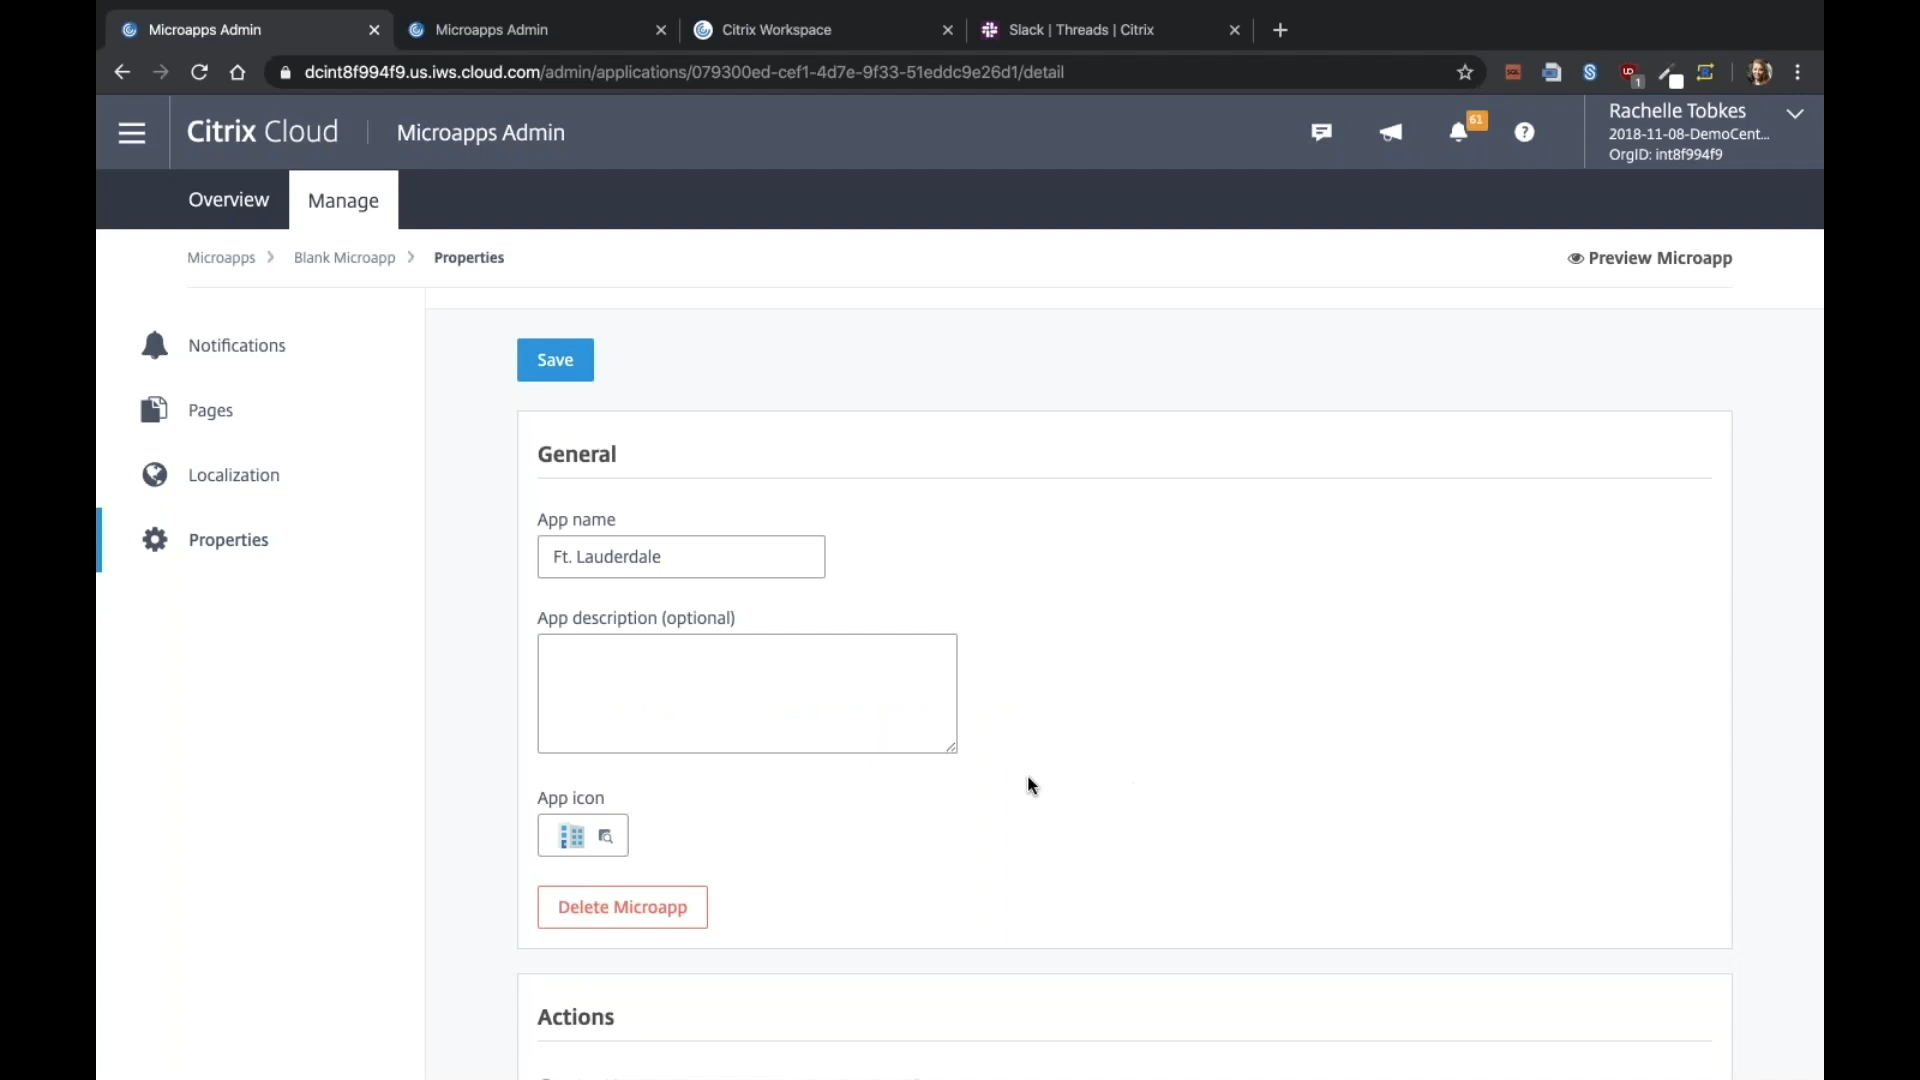 Microapps Admin
Microapps Admin
Citrix Workspace
Slack | Threads | Citrix
dcint8f994f9.us.iws.cloud.com/admin/applications/079300ed-cef1-4d7e-9f33-51eddc9e26d1/detail
1
Citrix Cloud
Microapps Admin
61
?
Rachelle Tobkes
2018-11-08-DemoCent...
OrgID: int8f994f9
Overview
Manage
Microapps
Blank Microapp
Properties
Preview Microapp
Notifications
Pages
Localization
Properties
Save
General
App name
Ft. Lauderdale
App description (optional)
App icon
Delete Microapp
Actions